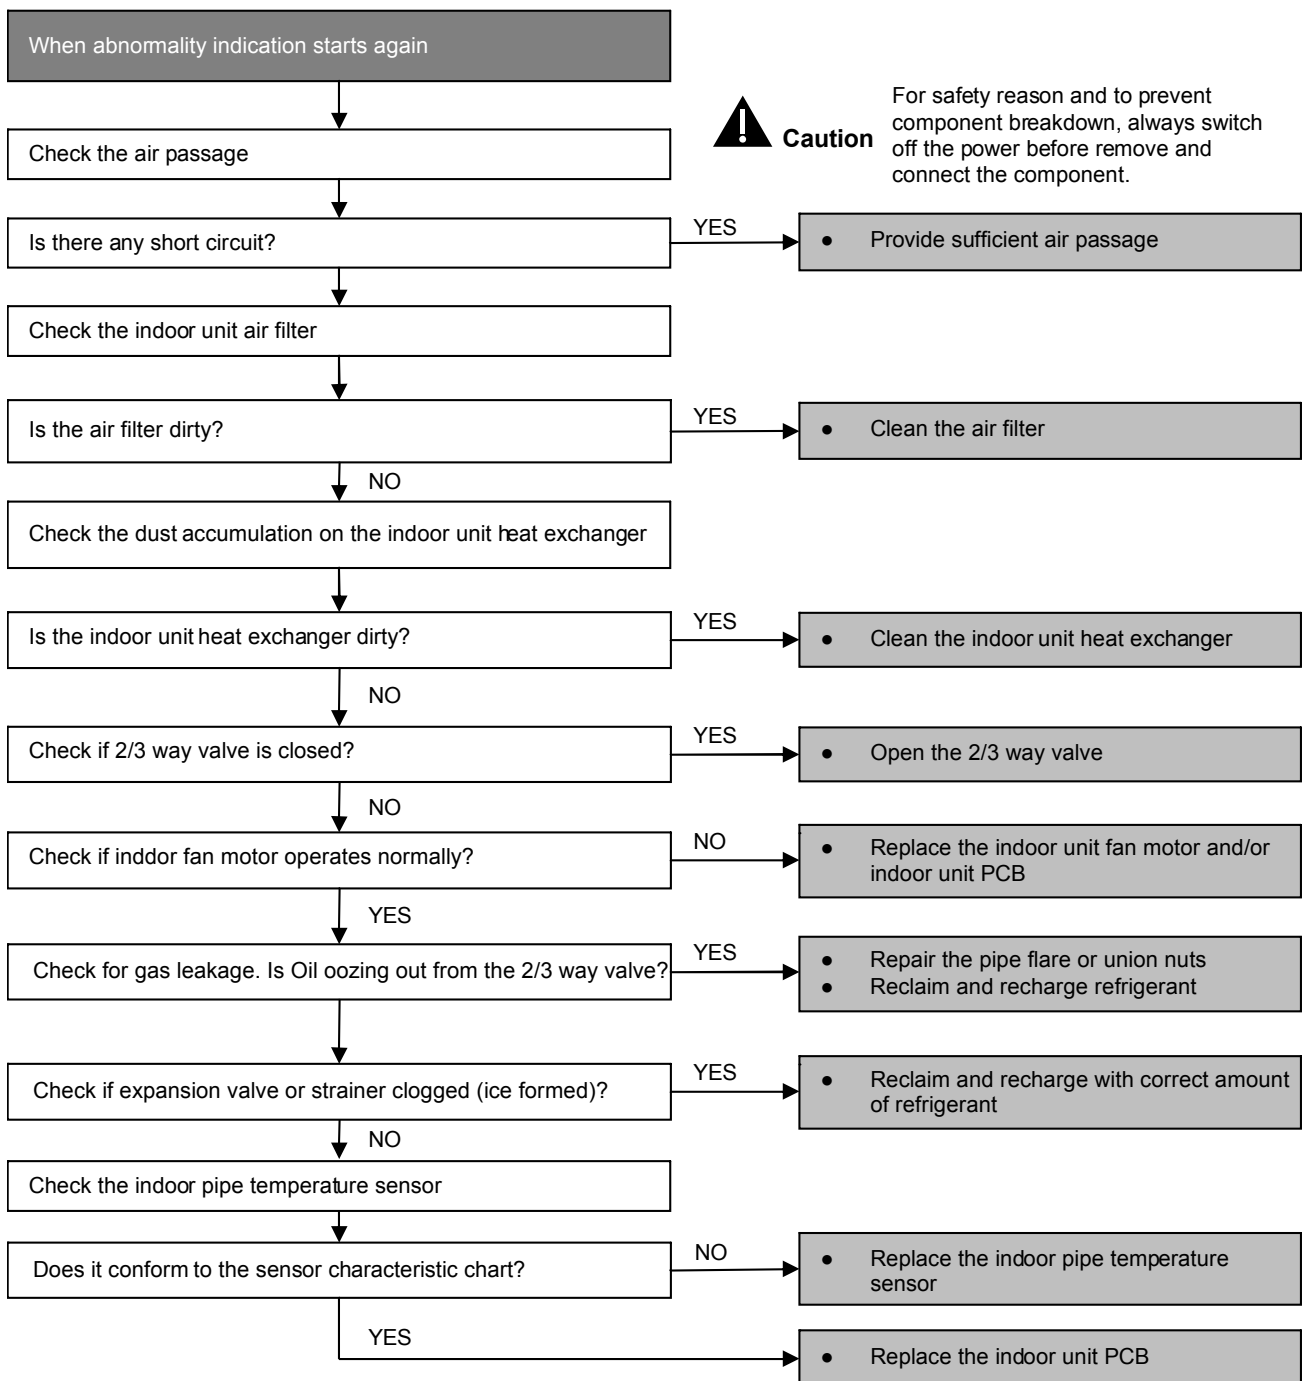 When abnormality indication starts again
For safety reason and to prevent
component breakdown, always switch
off the power before remove and
connect the component.
Caution
Check the air passage
Is there any short circuit?
YES
● Provide sufficient air passage
Check the indoor unit air filter
Is the air filter dirty?
YES
● Clean the air filter
NO
Check the dust accumulation on the indoor unit heat exchanger
Is the indoor unit heat exchanger dirty?
YES
● Clean the indoor unit heat exchanger
NO
Check if 2/3 way valve is closed?
YES
● Open the 2/3 way valve
NO
Check if inddor fan motor operates normally?
NO
● Replace the indoor unit fan motor and/or
indoor unit PCB
YES
Check for gas leakage. Is Oil oozing out from the 2/3 way valve?
YES
● Repair the pipe flare or union nuts
● Reclaim and recharge refrigerant
Check if expansion valve or strainer clogged (ice formed)?
YES
● Reclaim and recharge with correct amount
of refrigerant
NO
Check the indoor pipe temperature sensor
Does it conform to the sensor characteristic chart?
NO
● Replace the indoor pipe temperature
sensor
YES
● Replace the indoor unit PCB